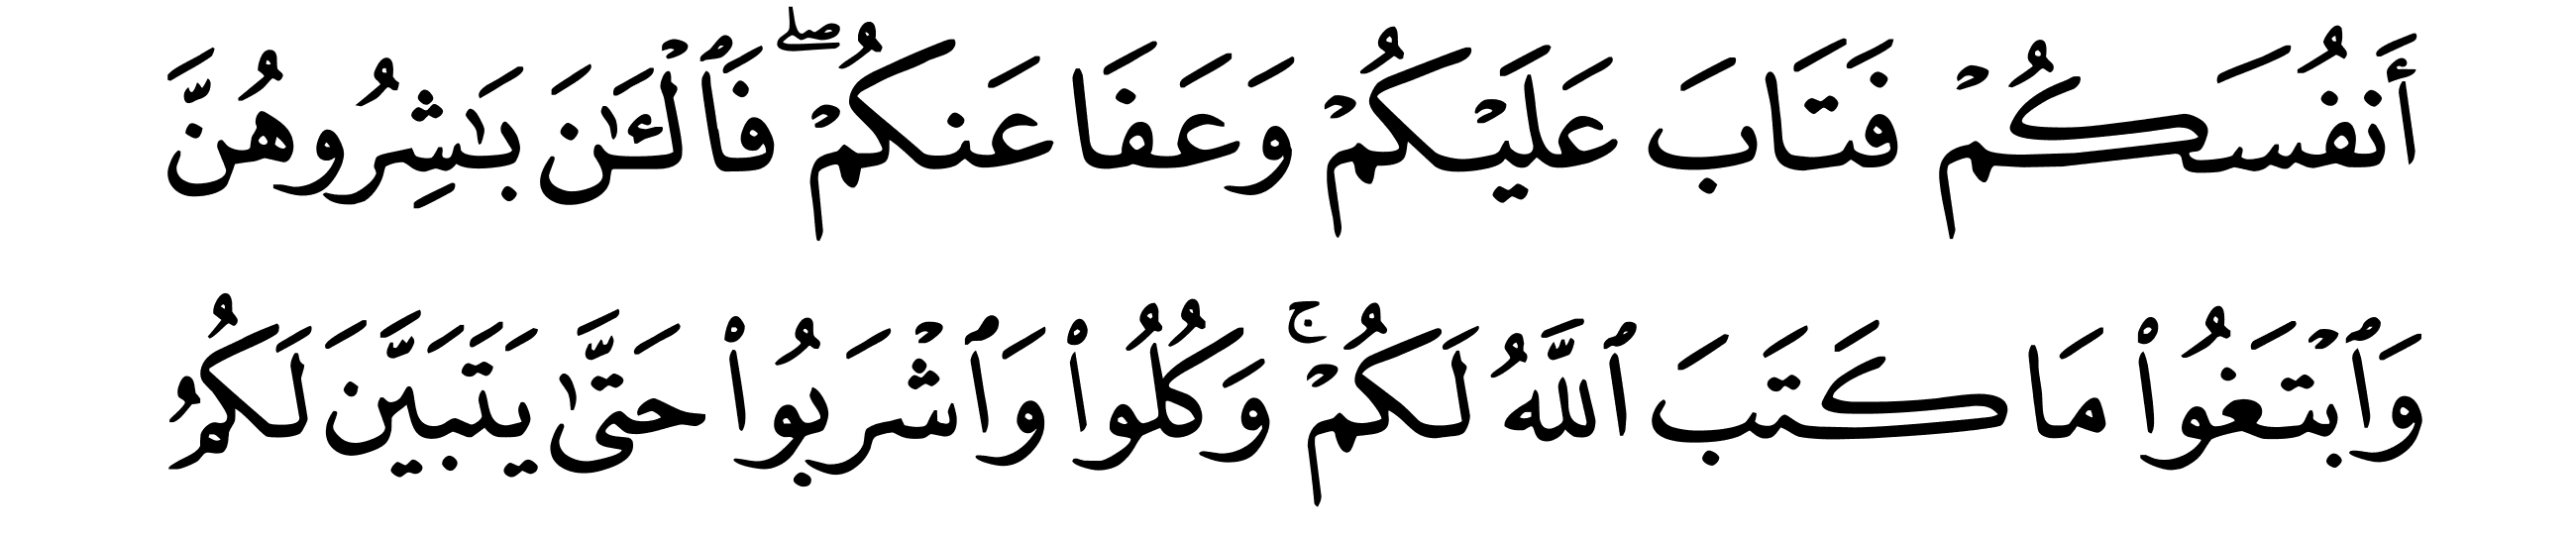 أَنفُسَكُمۡ فَتَابَ عَلَيۡكُمۡ وَعَفَا عَنكُمۡۖ فَٱلۡـَٰٔنَ بَٰشِرُوهُنَّ
وَٱبۡتَغُواْ مَا كَتَبَ ٱللَّهُ لَكُمۡۚ وَكُلُواْ وَٱشۡرَبُواْ حَتَّىٰ يَتَبَيَّنَ لَكُمُ